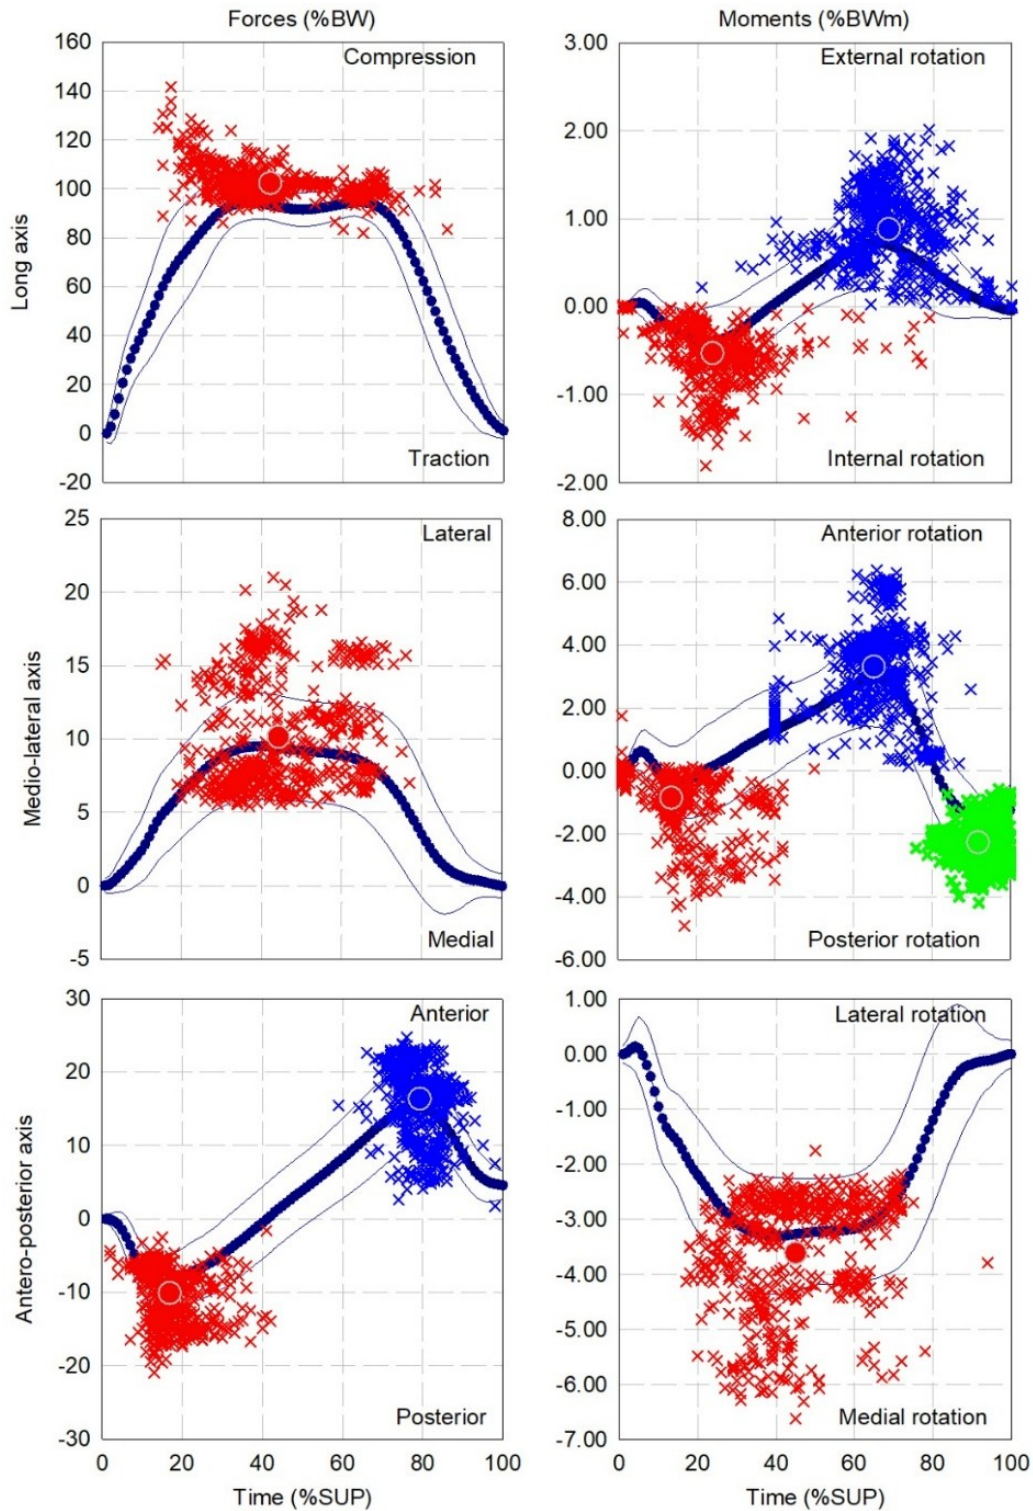 Forces (%BW)
Moments (%BWm)
Long axis
160
140
120
100
80
60
40
20
0
-20
Compression
Traction
3.00
2.00
1.00
0.00
-1.00
-2.00
External rotation
Internal rotation
Medio-lateral axis
25
20
15
10
5
0
-5
Lateral
Medial
8.00
6.00
4.00
2.00
0.00
-2.00
-4.00
-6.00
Anterior rotation
Posterior rotation
Antero-posterior axis
30
20
10
0
-10
-20
-30
Anterior
Posterior
0 20 40 60 80 100
Time (%SUP)
1.00
0.00
-1.00
-2.00
-3.00
-4.00
-5.00
-6.00
-7.00
Lateral rotation
Medial rotation
0 20 40 60 80 100
Time (%SUP)